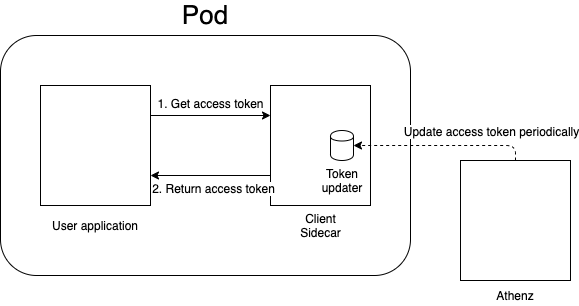 Pod
1. Get access token
Update access token periodically
Token
updater
2. Return access token
User application
Client
Sidecar
Athenz